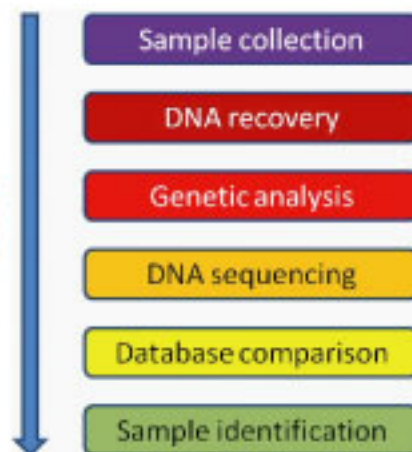 Sample collection
DNA recovery
Genetic analysis
DNA sequencing
Database comparison
Sample identification